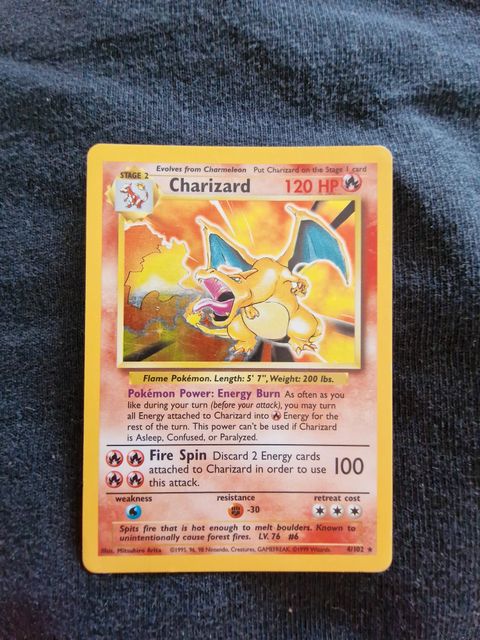 Evolves from Charmeleon Put Charizard on the Stage 1 card
STAGE 2
Charizard 120 HP
Flame Pokémon. Length: 5' 7", Weight: 200 lbs.
Pokémon Power: Energy Burn As often as you
like during your turn (before your attack), you may turn
all Energy attached to Charizard into Energy for the
rest of the turn. This power can't be used if Charizard
is Asleep, Confused, or Paralyzed.
Fire Spin Discard 2 Energy cards
attached to Charizard in order to use 100
this attack.
weakness resistance retreat cost
-30
Spits fire that is hot enough to melt boulders. Known to
unintentionally cause forest fires. LV. 76 #6
Illus. Mitsuhiro Arita ©1995, 96, 98 Nintendo, Creatures, GAMEFREAK. ©1999 Wizards. 4/102 ★